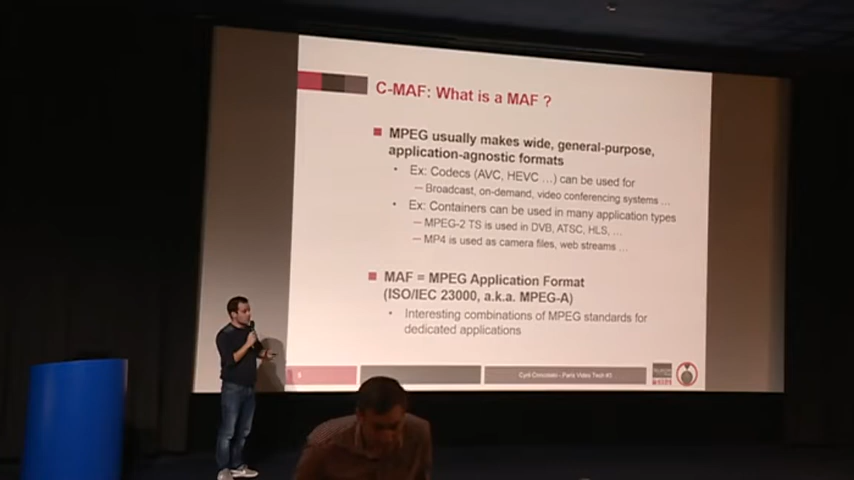 C-MAF: What is a MAF ?
MPEG usually makes wide, general-purpose,
application-agnostic formats
Ex: Codecs (AVC, HEVC ...) can be used for
Broadcast, on-demand, video conferencing systems ...
Ex: Containers can be used in many application types
MPEG-2 TS is used in DVB, ATSC, HLS, ...
MP4 is used as camera files, web streams ...
MAF = MPEG Application Format
(ISO/IEC 23000, a.k.a. MPEG-A)
Interesting combinations of MPEG standards for
dedicated applications
Paris Video Tech #3